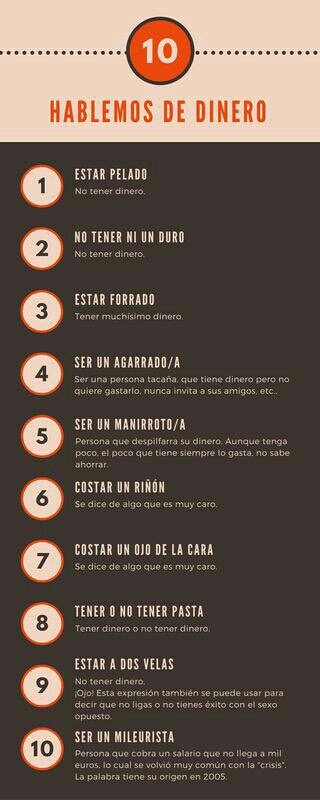 10
HABLEMOS DE DINERO
1
ESTAR PELADO
No tener dinero.
2
NO TENER NI UN DURO
No tener dinero.
3
ESTAR FORRADO
Tener muchísimo dinero.
4
SER UN AGARRADO/A
Ser una persona tacaña, que tiene dinero pero no
quiere gastarlo, nunca invita a sus amigos, etc..
5
SER UN MANIRROTO/A
Persona que despilfarra su dinero. Aunque tenga
poco, el poco que tiene siempre lo gasta, no sabe
ahorrar.
6
COSTAR UN RIÑÓN
Se dice de algo que es muy caro.
7
COSTAR UN OJO DE LA CARA
Se dice de algo que es muy caro.
8
TENER O NO TENER PASTA
Tener dinero o no tener dinero.
9
ESTAR A DOS VELAS
No tener dinero.
¡Ojo! Esta expresión también se puede usar para
decir que no ligas o no tienes éxito con el sexo
opuesto.
10
SER UN MILEURISTA
Persona que cobra un salario que no llega a mil
euros, lo cual se volvió muy común con la "crisis".
La palabra tiene su origen en 2005.